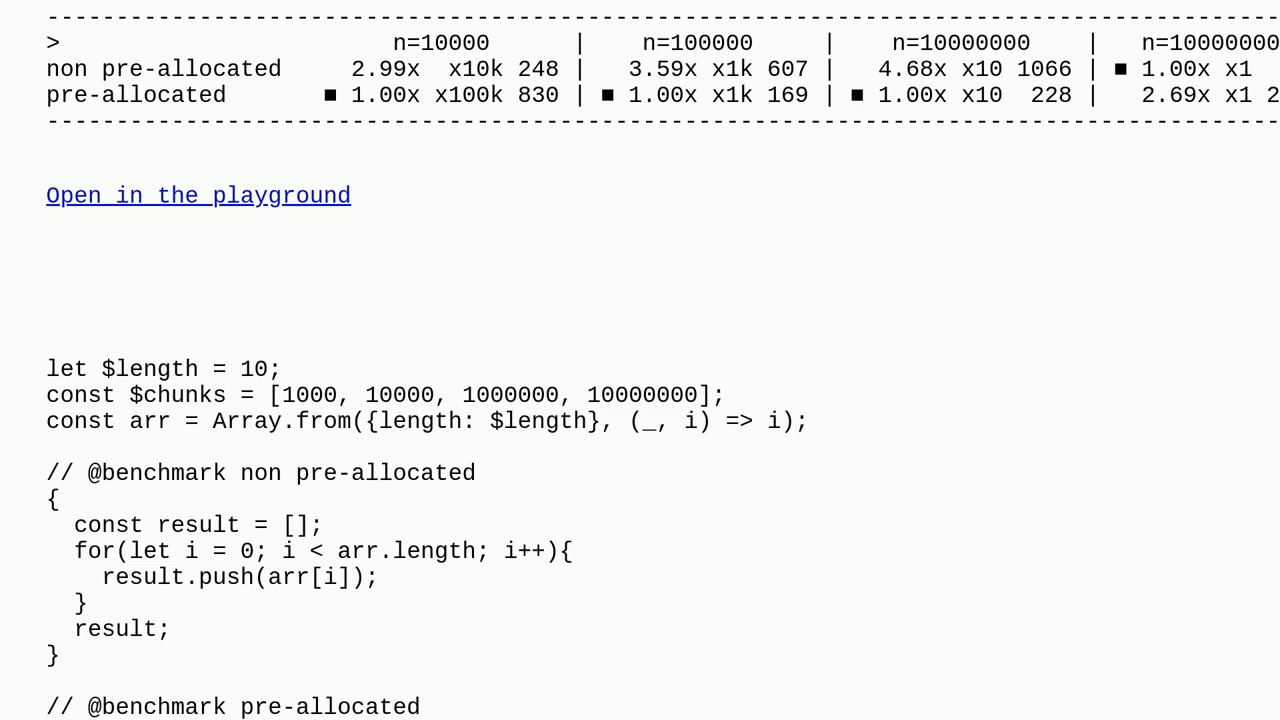 ------------------------------------------------------------------------------------------
>                        n=10000      |    n=100000     |    n=10000000    |   n=10000000
non pre-allocated     2.99x  x10k 248 |   3.59x x1k 607 |   4.68x x10 1066 | ■ 1.00x x1
pre-allocated       ■ 1.00x x100k 830 | ■ 1.00x x1k 169 | ■ 1.00x x10  228 |   2.69x x1 2
------------------------------------------------------------------------------------------
Open in the playground
let $length = 10;
const $chunks = [1000, 10000, 1000000, 10000000];
const arr = Array.from({length: $length}, (_, i) => i);
// @benchmark non pre-allocated
{
  const result = [];
  for(let i = 0; i < arr.length; i++){
    result.push(arr[i]);
  }
  result;
}
// @benchmark pre-allocated